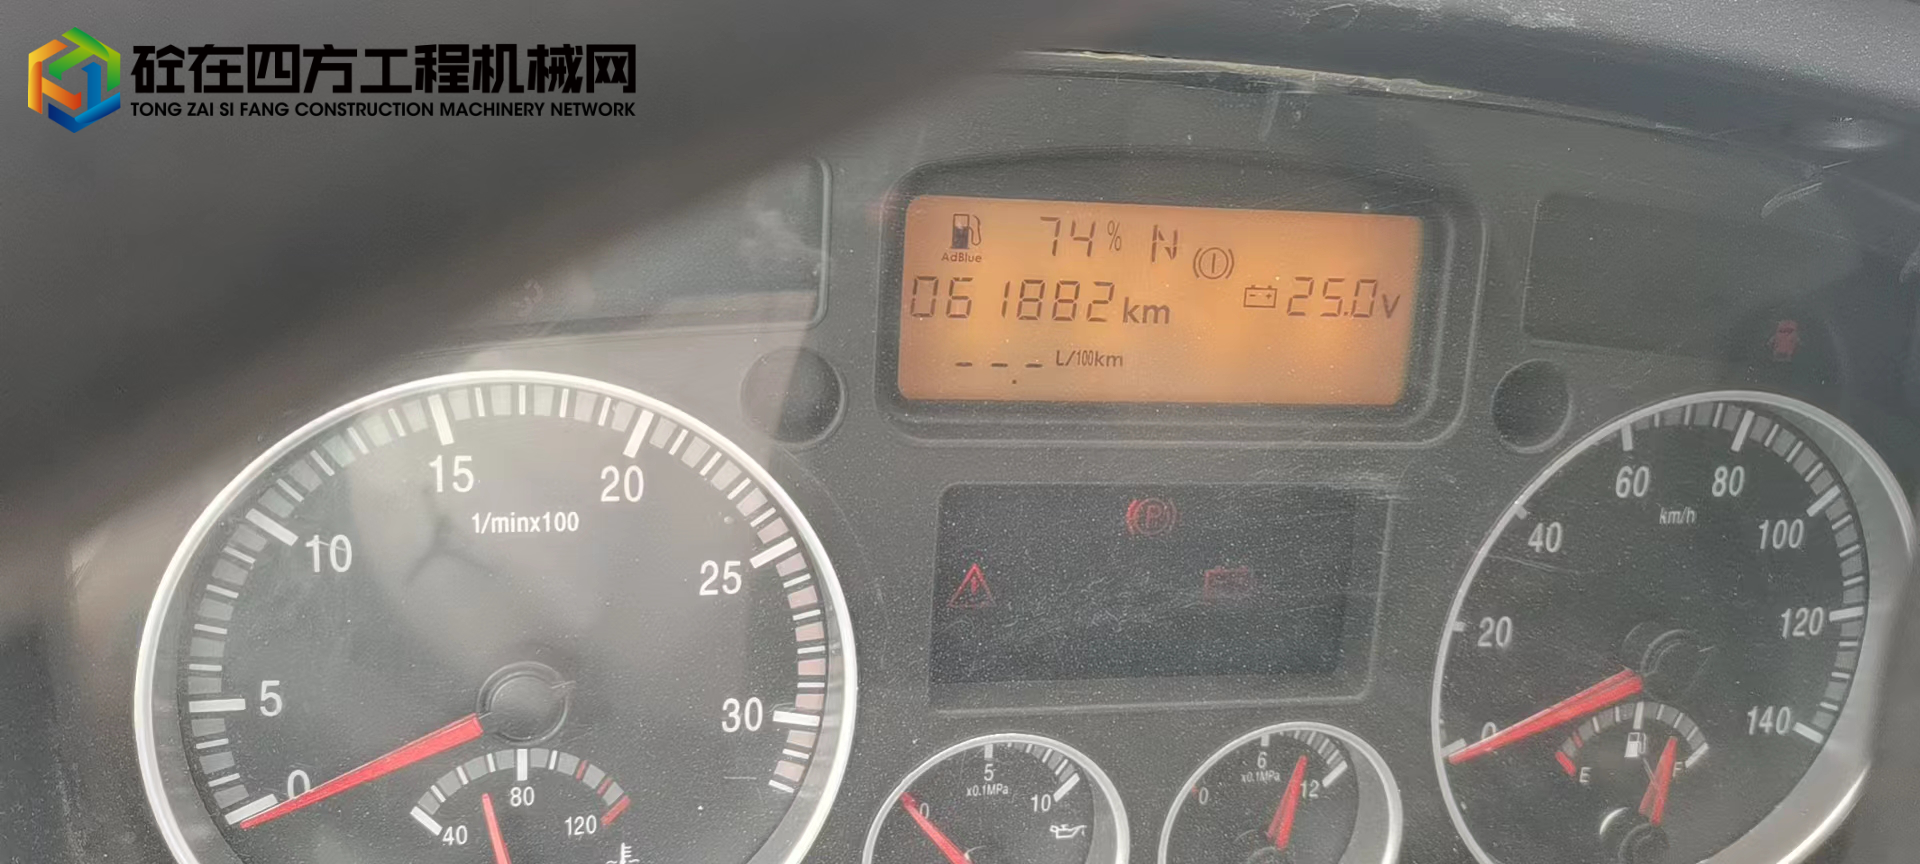 砼在四方工程机械网
TONG ZAI SI FANG CONSTRUCTION MACHINERY NETWORK
74% N
AdBlue
061882 km
25.0V
--.- L/100km
0
5
10
15
20
25
30
1/minx100
40
80
120
P
0
5
10
x0.1MPa
0
6
12
x0.1MPa
0
20
40
60
80
100
120
140
km/h
E
F